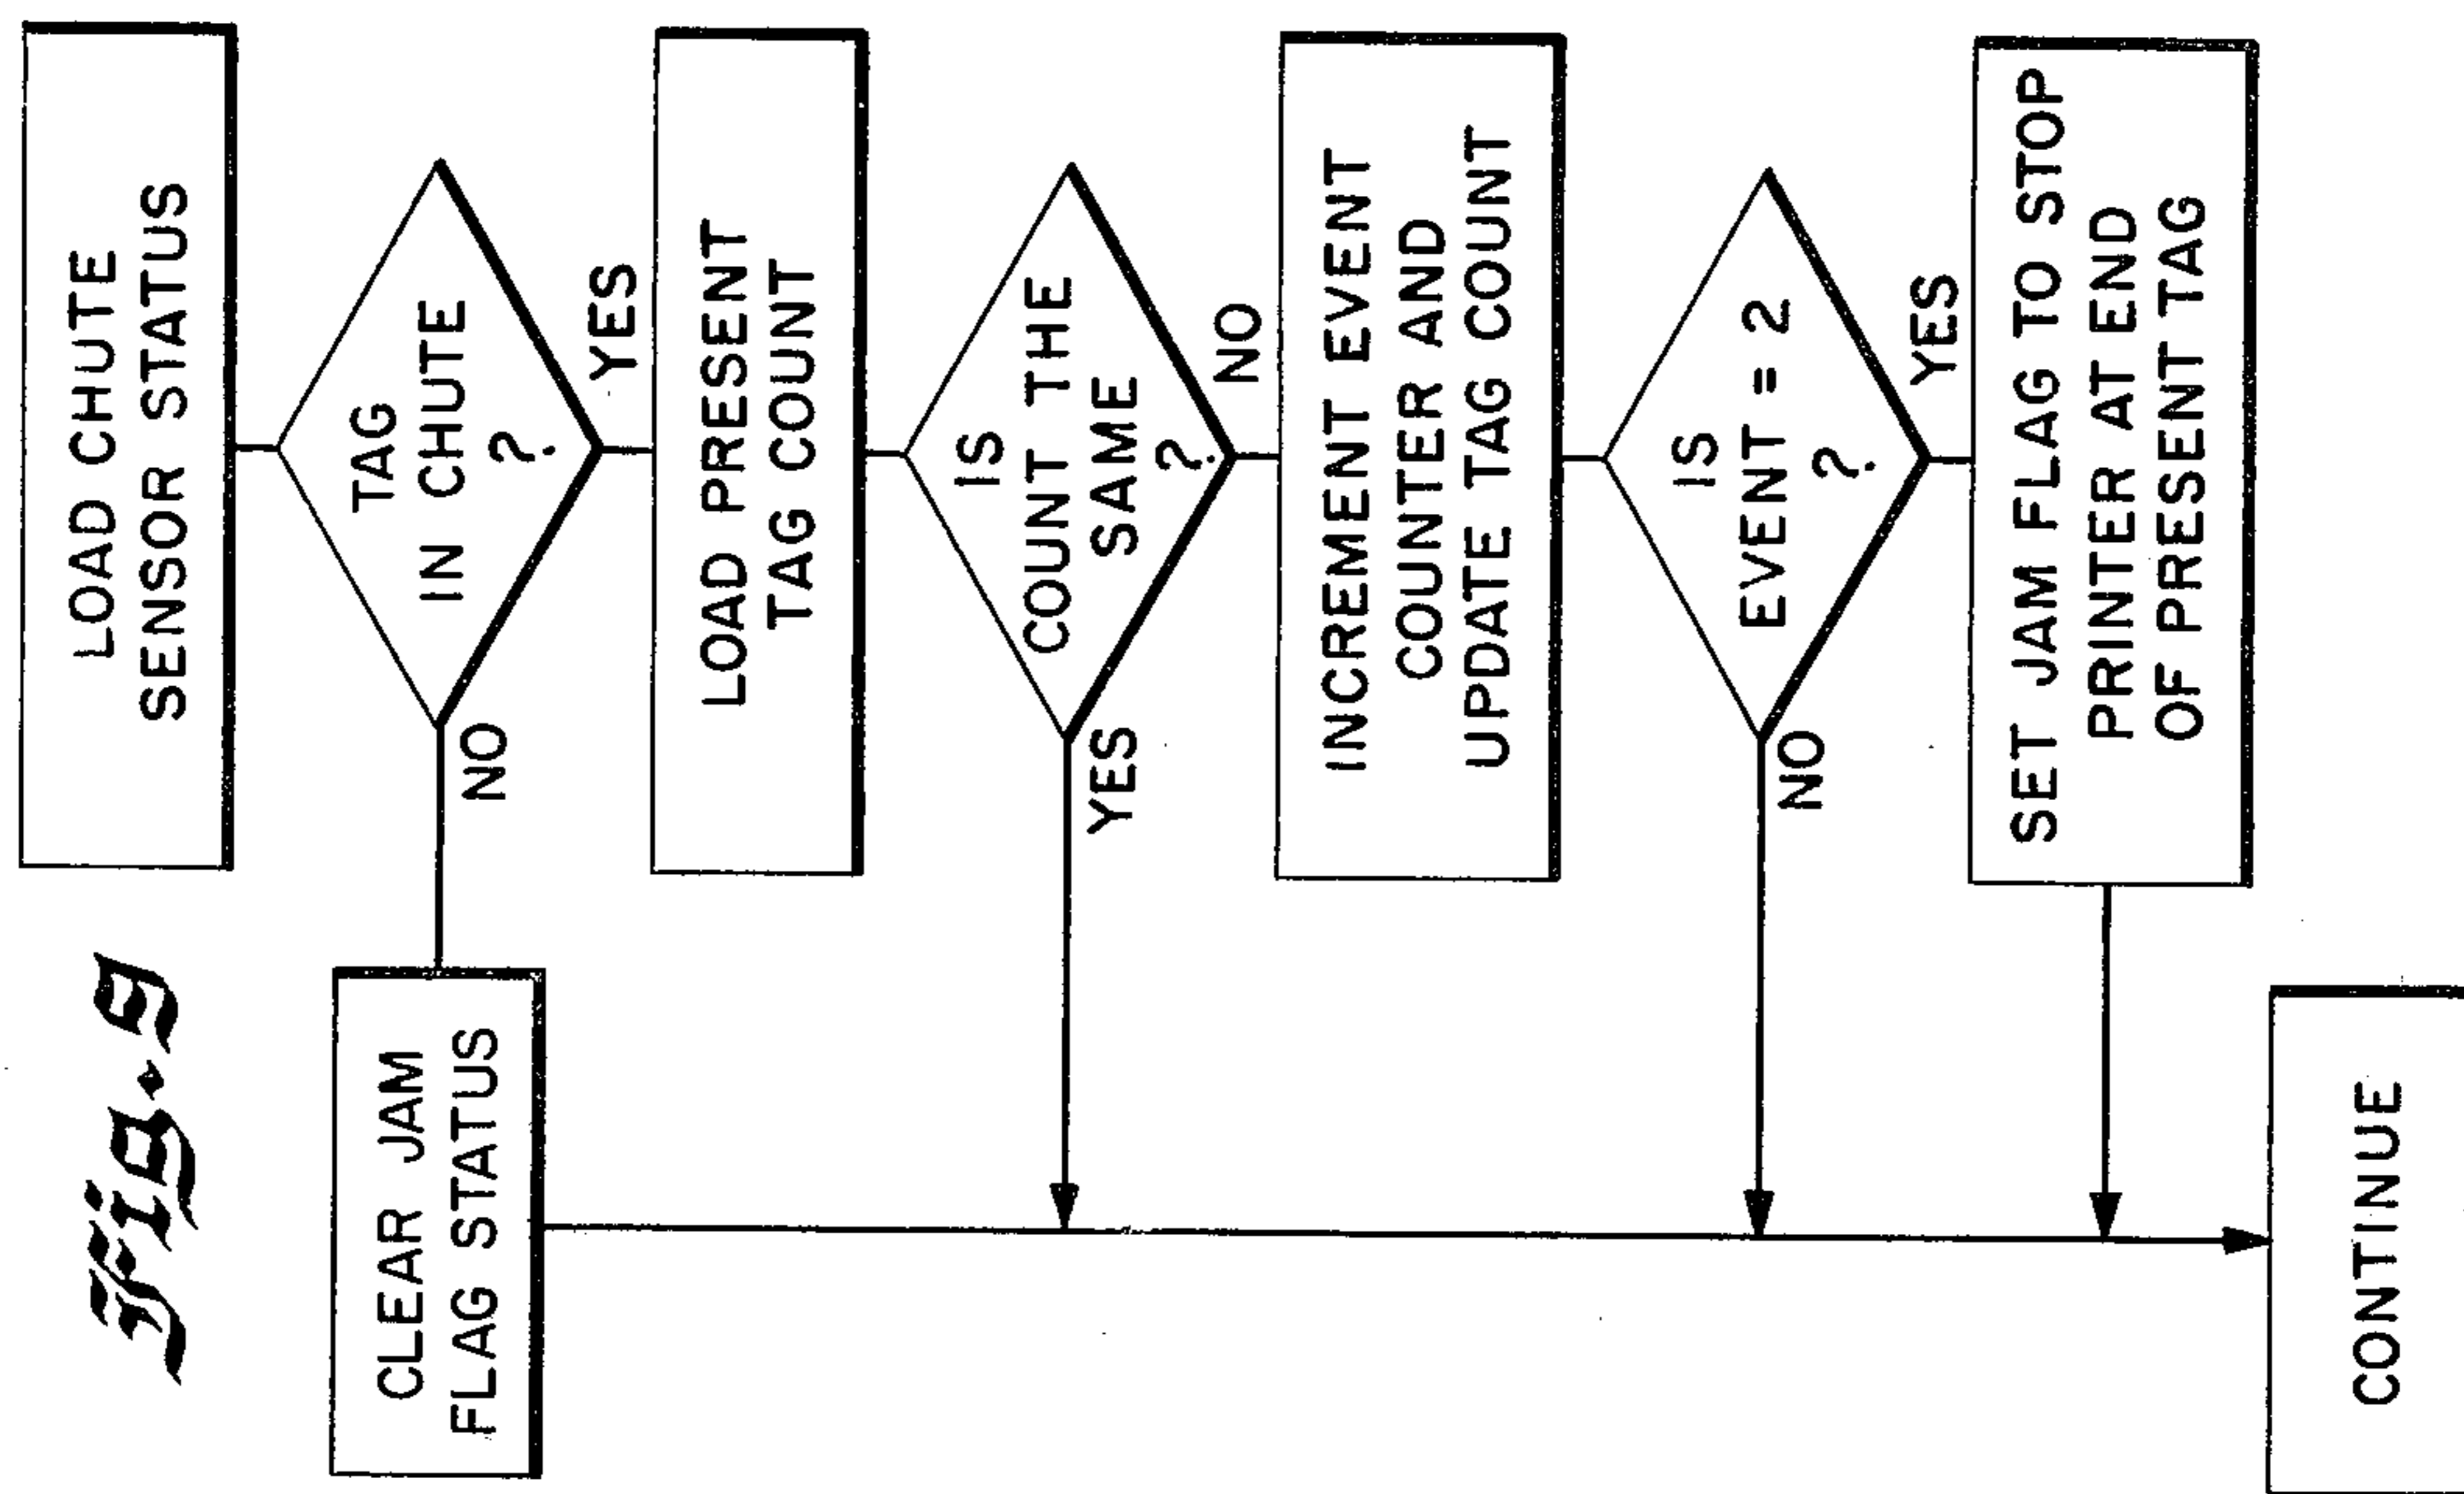 Fig. 9
LOAD CHUTE
SENSOR STATUS
TAG
IN CHUTE
?
NO
YES
CLEAR JAM
FLAG STATUS
LOAD PRESENT
TAG COUNT
IS
COUNT THE
SAME
?
YES
NO
INCREMENT EVENT
COUNTER AND
UPDATE TAG COUNT
IS
EVENT = 2
?
NO
YES
SET JAM FLAG TO STOP
PRINTER AT END
OF PRESENT TAG
CONTINUE